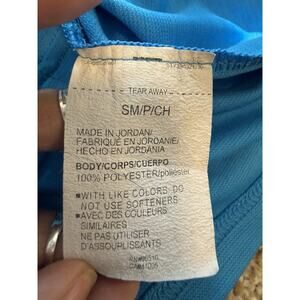 TEAR AWAY
SM/P/CH
MADE IN JORDAN/
FABRIQUÉ EN JORDANIE/
HECHO EN JORDANIA
BODY/CORPS/CUERPO
100% POLYESTER/poliester
■WITH LIKE COLORS DO
NOT USE SOFTENERS
■AVEC DES COULEURS
SIMILAIRES
NE PAS UTILISER
D'ASSOUPLISSANTS